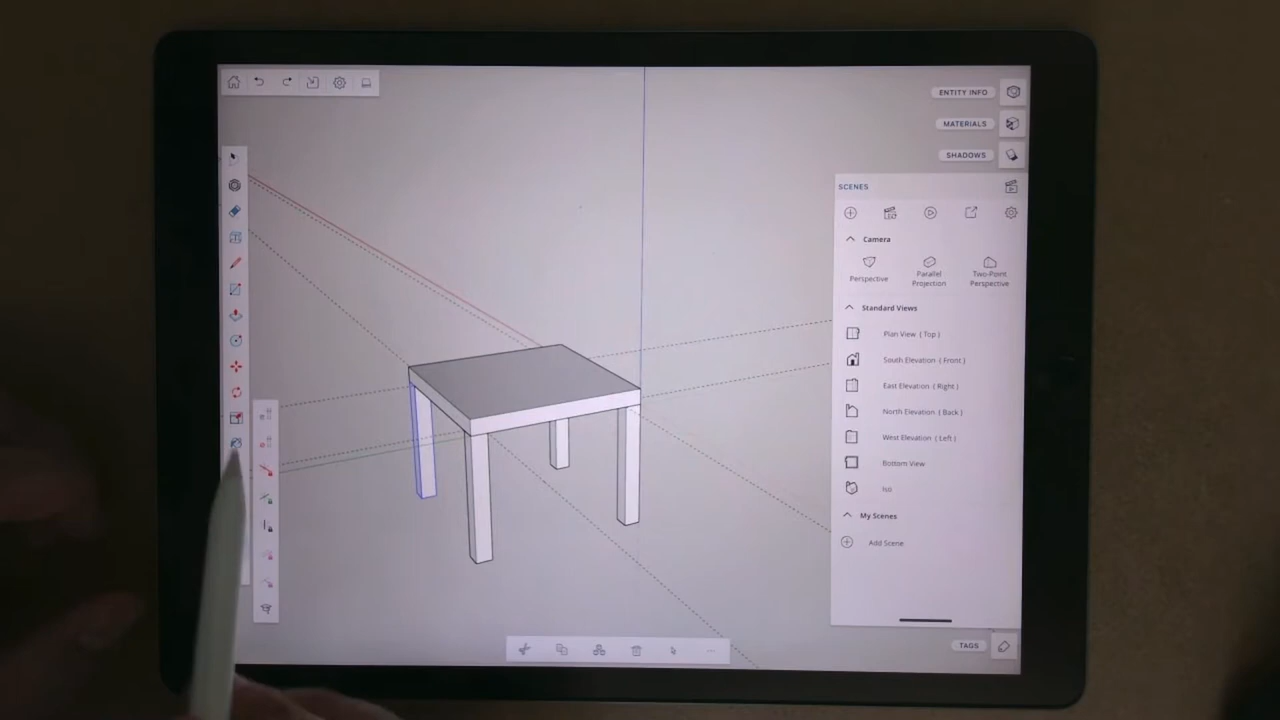 ENTITY INFO
MATERIALS
SHADOWS
SCENES
Camera
Perspective
Parallel
Projection
Two-Point
Perspective
Standard Views
Plan View ( Top )
South Elevation ( Front )
East Elevation ( Right )
North Elevation ( Back )
West Elevation ( Left )
Bottom View
Iso
My Scenes
Add Scene
TAGS